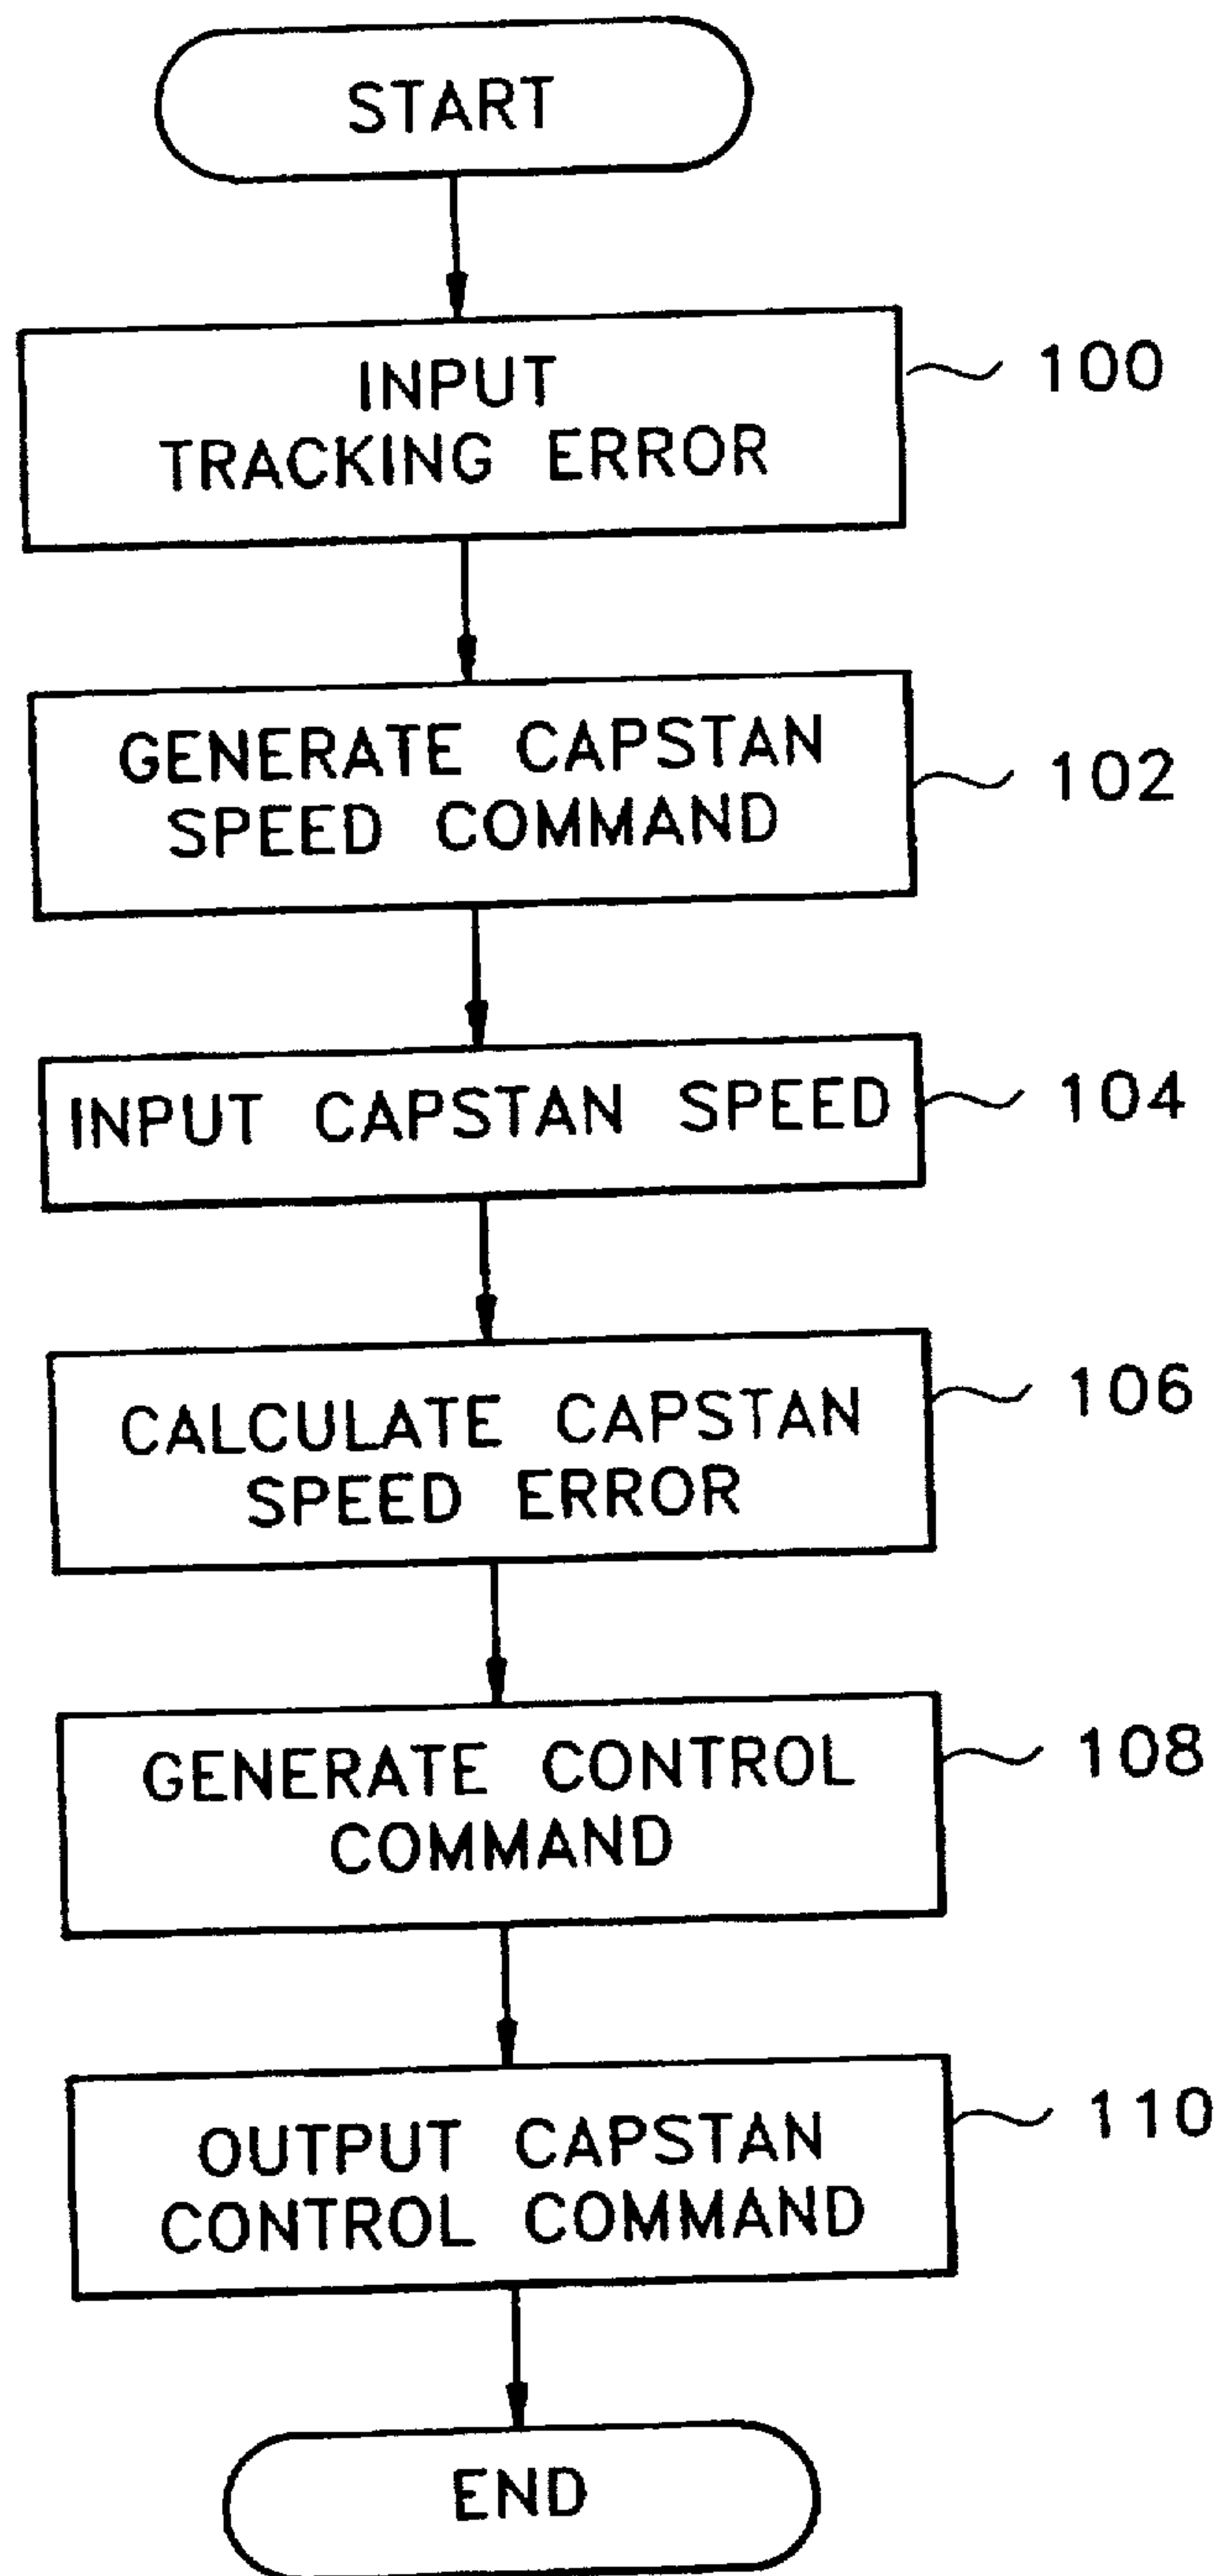 START
INPUT
TRACKING ERROR
100
GENERATE CAPSTAN
SPEED COMMAND
102
INPUT CAPSTAN SPEED
104
CALCULATE CAPSTAN
SPEED ERROR
106
GENERATE CONTROL
COMMAND
108
OUTPUT CAPSTAN
CONTROL COMMAND
110
END